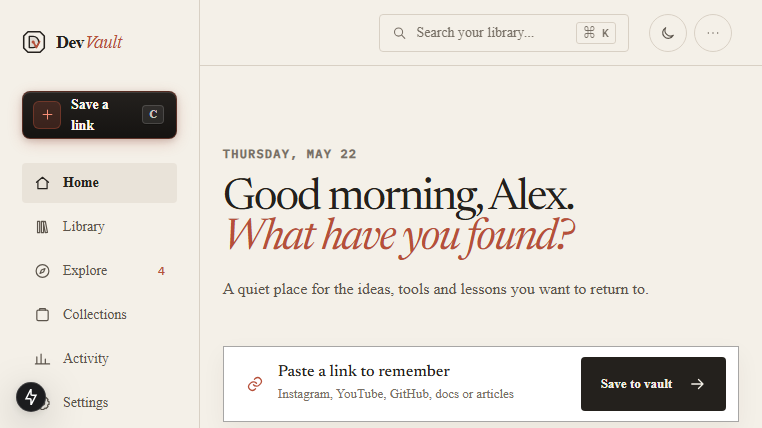 DevVault
Search your library...
⌘ K
Save a
link
C
Home
Library
Explore 4
Collections
Activity
Settings
THURSDAY, MAY 22
Good morning, Alex.
What have you found?
A quiet place for the ideas, tools and lessons you want to return to.
Paste a link to remember
Instagram, YouTube, GitHub, docs or articles
Save to vault